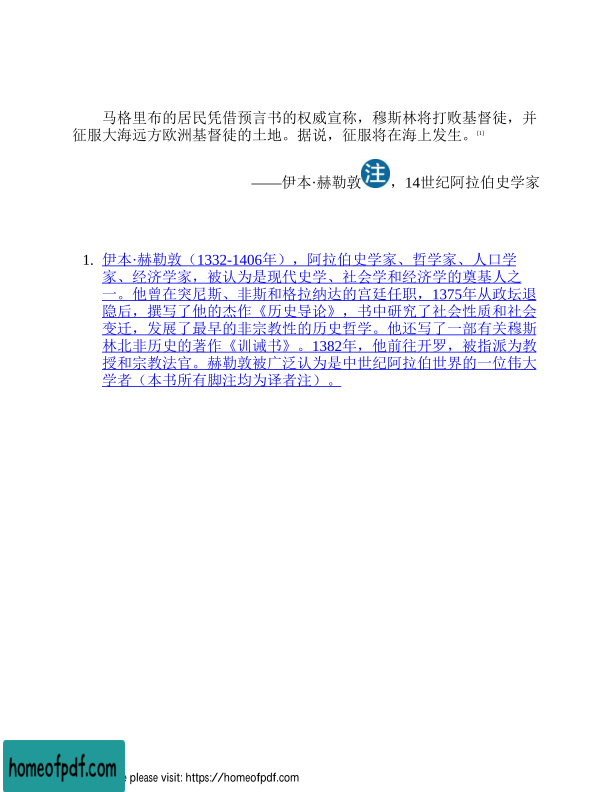 马格里布的居民凭借预言书的权威宣称，穆斯林将打败基督徒，并
征服大海远方欧洲基督徒的土地。据说，征服将在海上发生。[1]
——伊本·赫勒敦注，14世纪阿拉伯史学家
1. 伊本·赫勒敦（1332-1406年），阿拉伯史学家、哲学家、人口学
家、经济学家，被认为是现代史学、社会学和经济学的奠基人之
一。他曾在突尼斯、非斯和格拉纳达的宫廷任职，1375年从政坛退
隐后，撰写了他的杰作《历史导论》，书中研究了社会性质和社会
变迁，发展了最早的非宗教性的历史哲学。他还写了一部有关穆斯
林北非历史的著作《训诫书》。1382年，他前往开罗，被指派为教
授和宗教法官。赫勒敦被广泛认为是中世纪阿拉伯世界的一位伟大
学者（本书所有脚注均为译者注）。
homeofpdf.com
please visit: https://homeofpdf.com